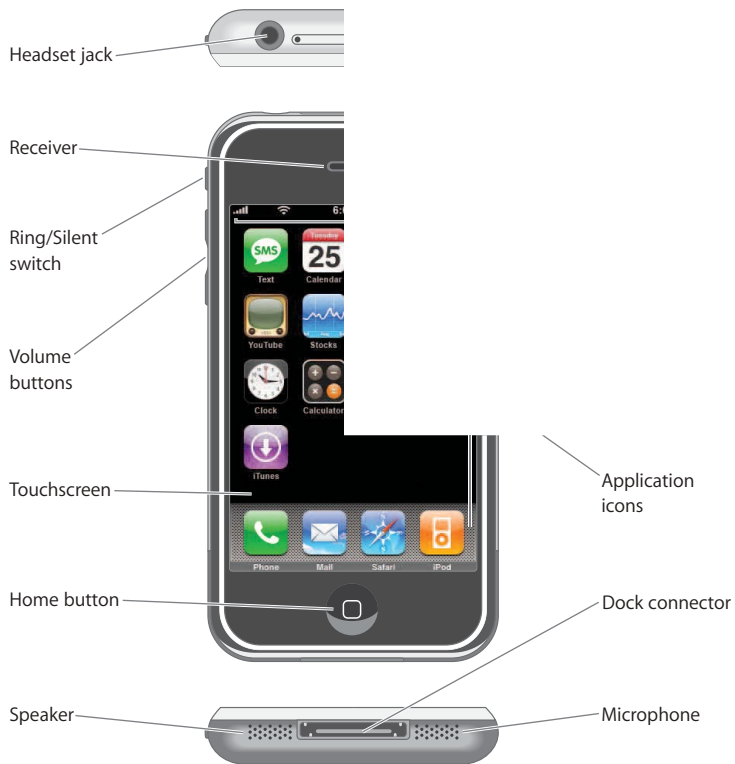 Headset jack
Receiver
Ring/Silent
switch
Volume
buttons
Touchscreen
Home button
Speaker
Tuesday
SMS
25
Text
Calendar
YouTube
Stocks
Clock
Calculator
iTunes
Phone
Mail
Safari
iPod
Application
icons
Dock connector
Microphone